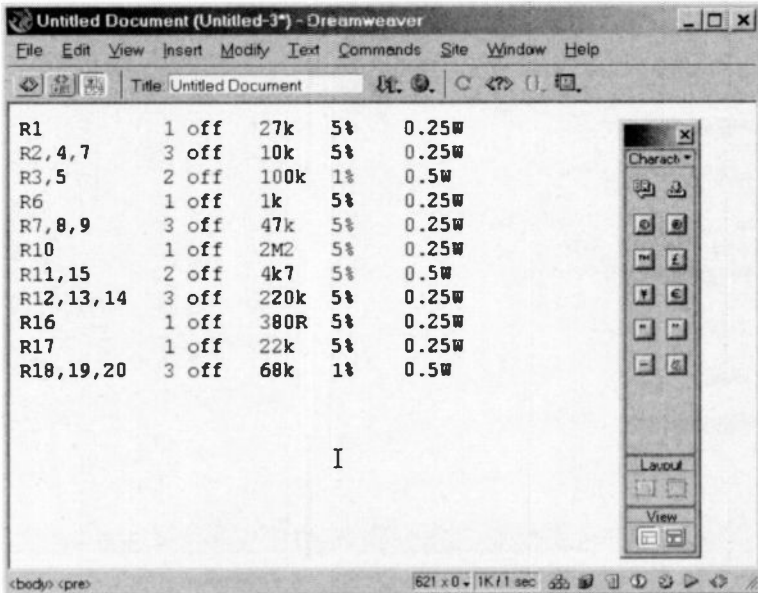 Untitled Document (Untitled-3*) - Dreamweaver
File Edit View Insert Modify Text Commands Site Window Help
Title: Untitled Document
R1 1 off 27k 5% 0.25W
R2,4,7 3 off 10k 5% 0.25W
R3,5 2 off 100k 1% 0.5W
R6 1 off 1k 5% 0.25W
R7,8,9 3 off 47k 5% 0.25W
R10 1 off 2M2 5% 0.25W
R11,15 2 off 4k7 5% 0.5W
R12,13,14 3 off 220k 5% 0.25W
R16 1 off 380R 5% 0.25W
R17 1 off 22k 5% 0.25W
R18,19,20 3 off 68k 1% 0.5W
Charact
Layout
View
<body> <pre> 621 x 0 1K / 1 sec